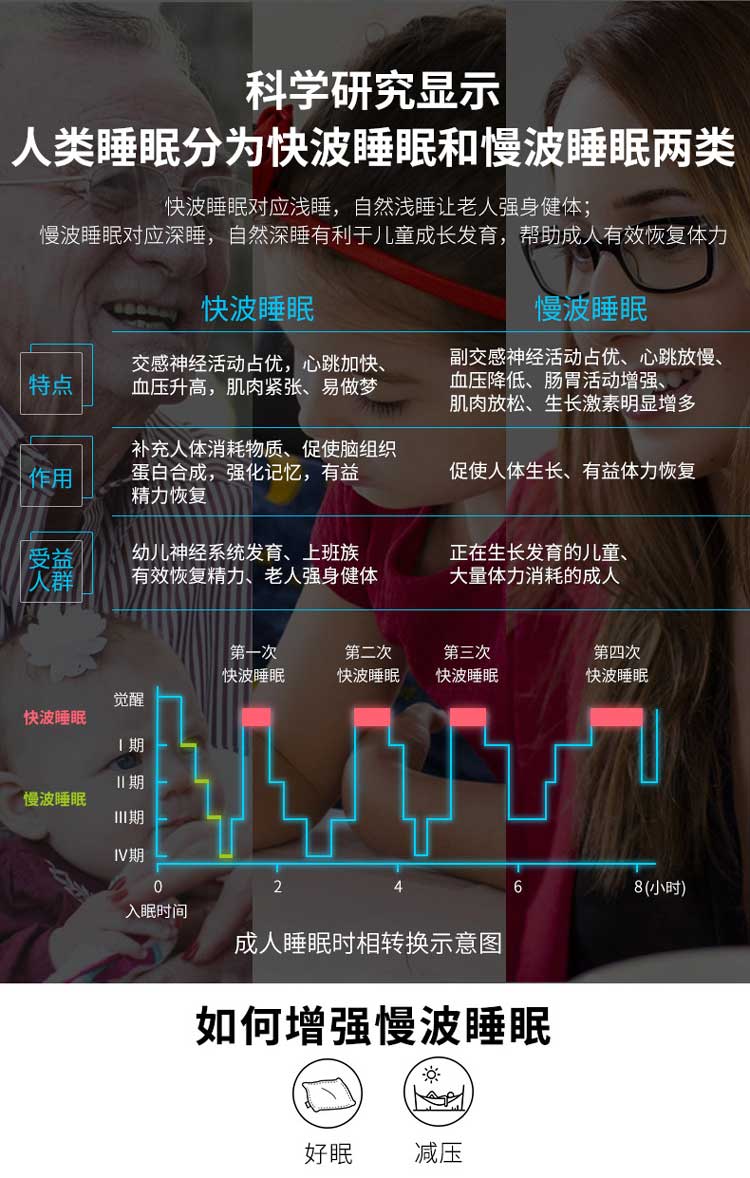 科学研究显示
人类睡眠分为快波睡眠和慢波睡眠两类
快波睡眠对应浅睡，自然浅睡让老人强身健体；
慢波睡眠对应深睡，自然深睡有利于儿童成长发育，帮助成人有效恢复体力
快波睡眠
慢波睡眠
特点
交感神经活动占优，心跳加快、
血压升高，肌肉紧张、易做梦
副交感神经活动占优、心跳放慢、
血压降低、肠胃活动增强、
肌肉放松、生长激素明显增多
作用
补充人体消耗物质、促使脑组织
蛋白合成，强化记忆，有益
精力恢复
促使人体生长、有益体力恢复
受益
人群
幼儿神经系统发育、上班族
有效恢复精力、老人强身健体
正在生长发育的儿童、
大量体力消耗的成人
第一次
快波睡眠
第二次
快波睡眠
第三次
快波睡眠
第四次
快波睡眠
觉醒
快波睡眠
I 期
II 期
慢波睡眠
III期
IV期
0 2 4 6 8(小时)
入眠时间
成人睡眠时相转换示意图
如何增强慢波睡眠
好眠
减压